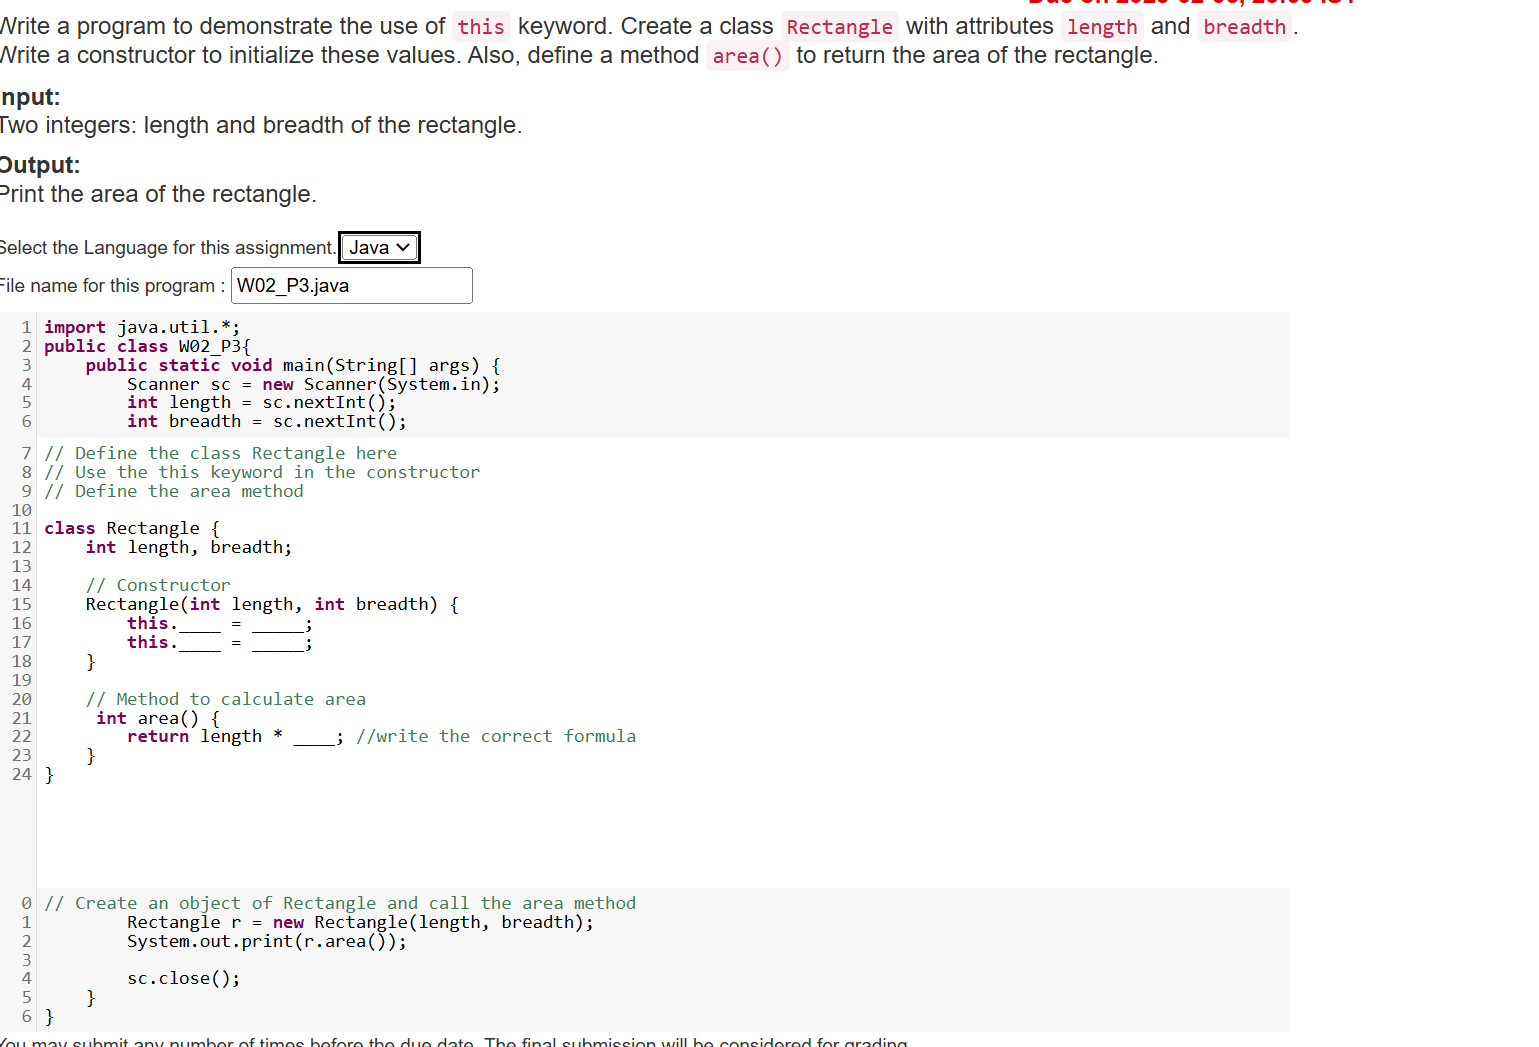 Write a program to demonstrate the use of this keyword. Create a class Rectangle with attributes length and breadth.
Write a constructor to initialize these values. Also, define a method area() to return the area of the rectangle.
nput:
Two integers: length and breadth of the rectangle.
Output:
Print the area of the rectangle.
Select the Language for this assignment. Java
File name for this program : W02_P3.java
1 import java.util.*;
2 public class W02_P3{
3     public static void main(String[] args) {
4         Scanner sc = new Scanner(System.in);
5         int length = sc.nextInt();
6         int breadth = sc.nextInt();
7 // Define the class Rectangle here
8 // Use the this keyword in the constructor
9 // Define the area method
10
11 class Rectangle {
12     int length, breadth;
13
14     // Constructor
15     Rectangle(int length, int breadth) {
16         this.____ = _____;
17         this.____ = _____;
18     }
19
20     // Method to calculate area
21      int area() {
22         return length * ____; //write the correct formula
23     }
24 }
0 // Create an object of Rectangle and call the area method
1         Rectangle r = new Rectangle(length, breadth);
2         System.out.print(r.area());
3
4         sc.close();
5     }
6 }
You may submit any number of times before the due date. The final submission will be considered for grading.